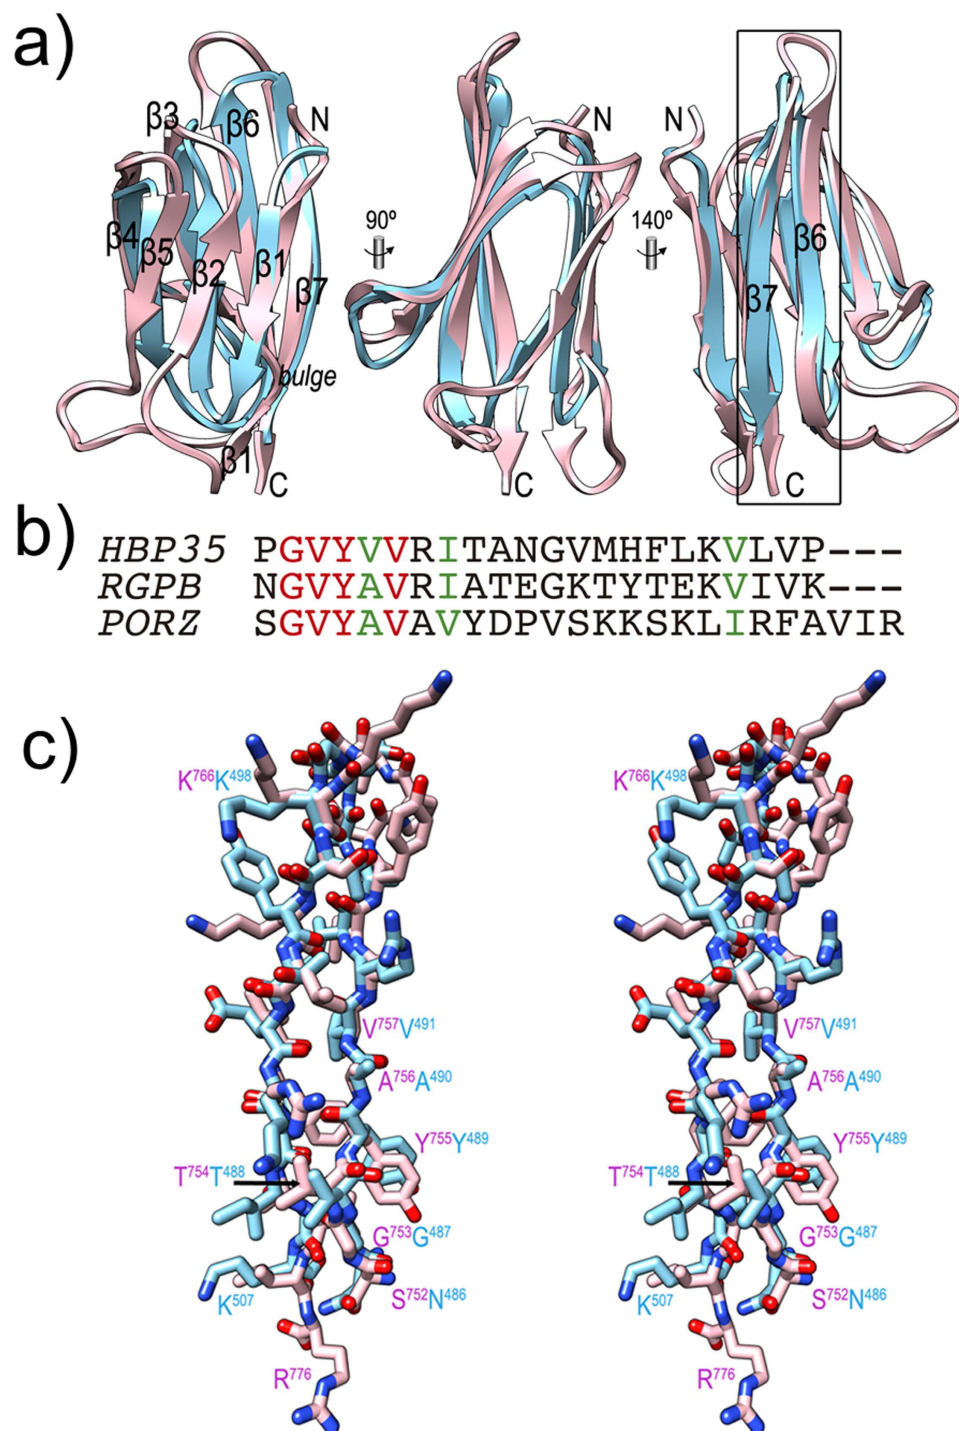 a)
β3 β6 N N N
90º 140º
β4 β5 β2 β1 β7 β6
β7
bulge
β1 C C C
b)
HBP35 PGVYVVRITANGVMHFLKVLVP---
RGPB NGVYAVRIATEGKTYTEKVIVK---
PORZ SGVYAVAVYDPVSKKSKLIRFAVIR
c)
K766K498 K766K498
V757V491 V757V491
A756A490 A756A490
Y755Y489 Y755Y489
T754T488 T754T488
G753G487 G753G487
K507 S752N486 K507 S752N486
R776 R776